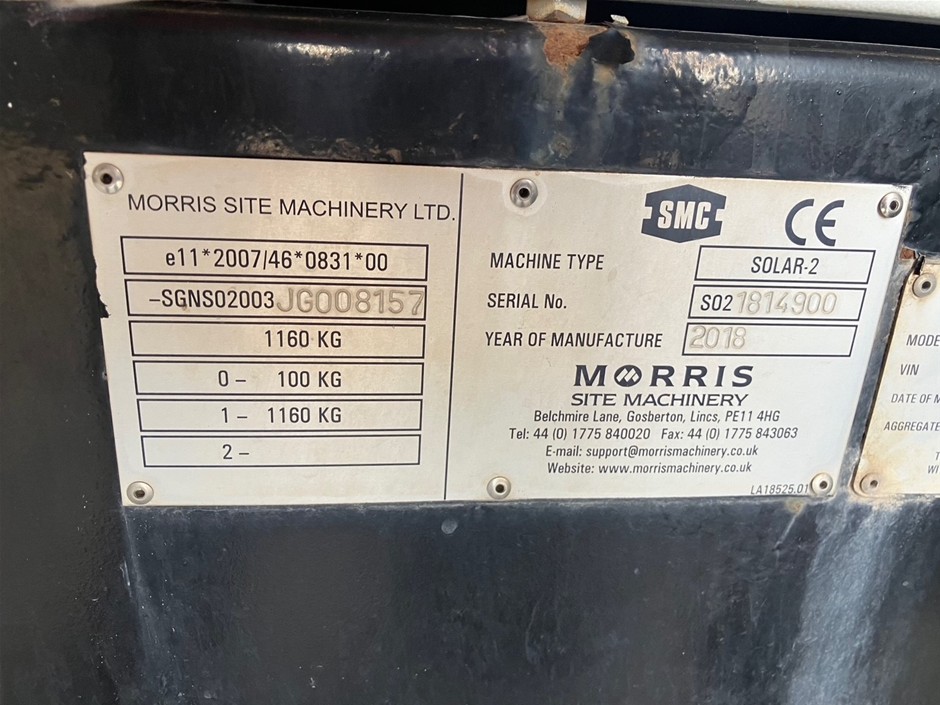 MORRIS SITE MACHINERY LTD.
e11*2007/46*0831*00
-SGNS02003JG008157
1160 KG
0- 100 KG
1- 1160 KG
2-
SMC CE
MACHINE TYPE SOLAR-2
SERIAL No. S021814900
YEAR OF MANUFACTURE 2018
MORRIS
SITE MACHINERY
Belchmire Lane, Gosberton, Lincs, PE11 4HG
Tel: 44 (0) 1775 840020 Fax: 44 (0) 1775 843063
E-mail: support@morrismachinery.co.uk
Website: www.morrismachinery.co.uk
LA18525.01
VIN
DATE OF